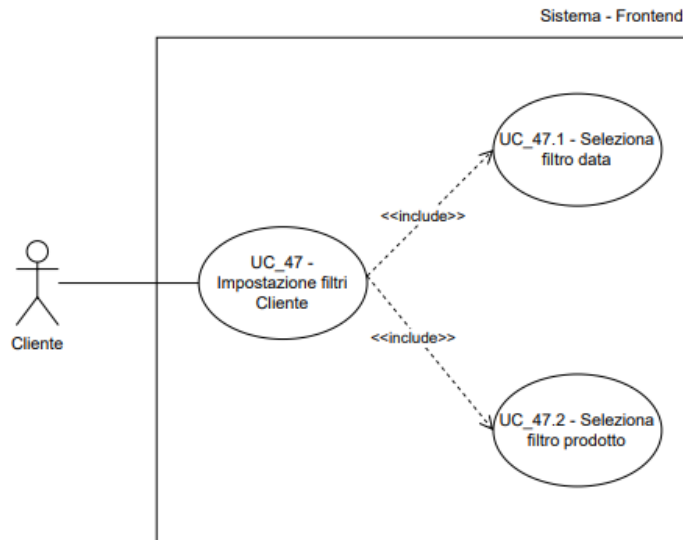 Sistema - Frontend
UC_47.1 - Seleziona
filtro data
<<include>>
UC_47 -
Impostazione filtri
Cliente
Cliente
<<include>>
UC_47.2 - Seleziona
filtro prodotto